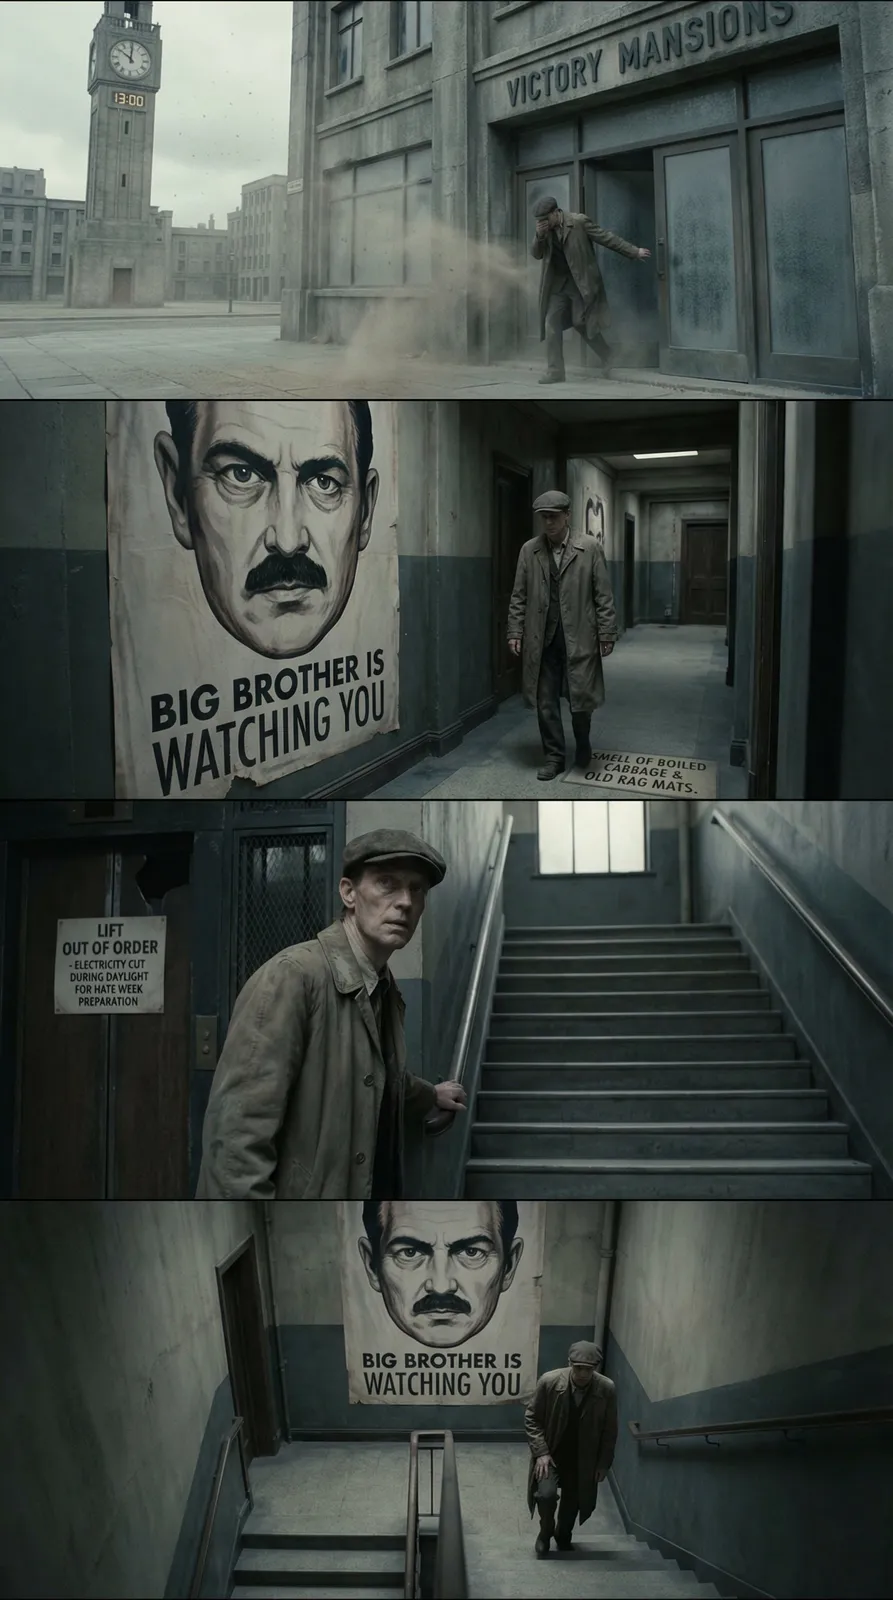 13:00
VICTORY MANSIONS
BIG BROTHER IS
WATCHING YOU
SMELL OF BOILED
CABBAGE &
OLD RAG MATS.
LIFT
OUT OF ORDER
- ELECTRICITY CUT
DURING DAYLIGHT
FOR HATE WEEK
PREPARATION
BIG BROTHER IS
WATCHING YOU